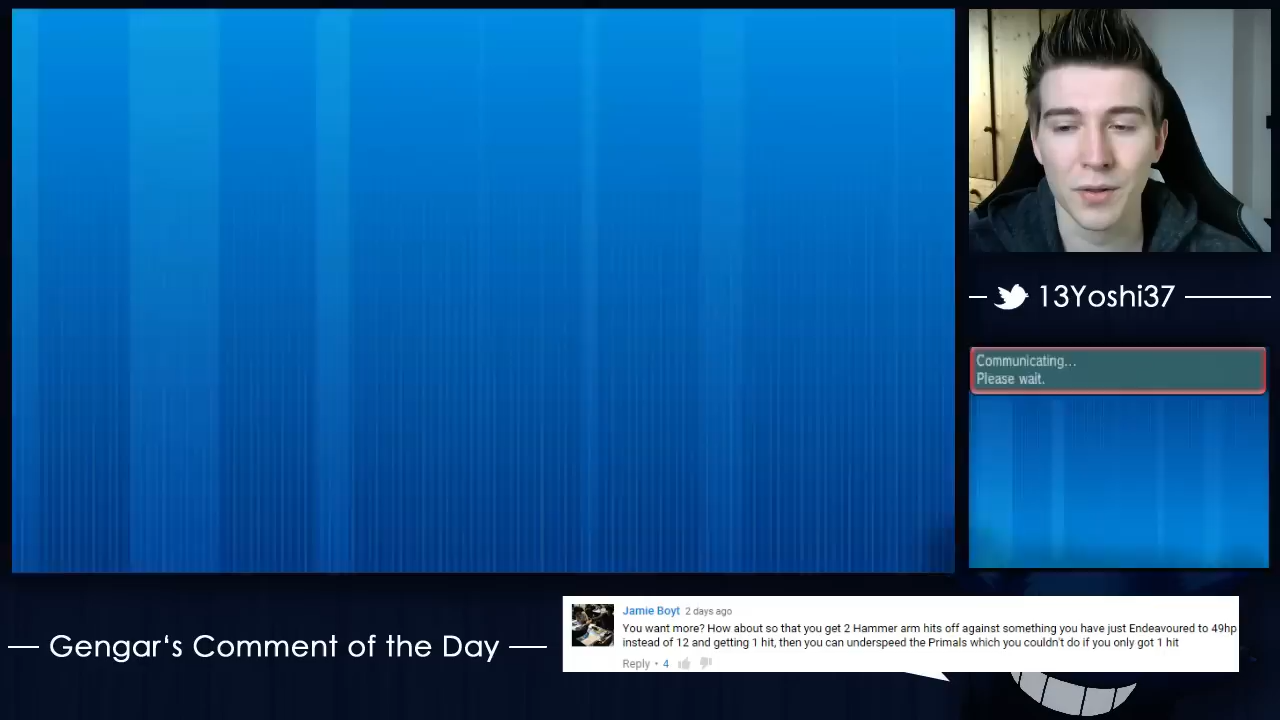 13Yoshi37
Communicating...
Please wait.
Gengar‘s Comment of the Day
Jamie Boyt 2 days ago
You want more? How about so that you get 2 Hammer arm hits off against something you have just Endeavoured to 49hp
instead of 12 and getting 1 hit, then you can underspeed the Primals which you couldn't do if you only got 1 hit
Reply • 4